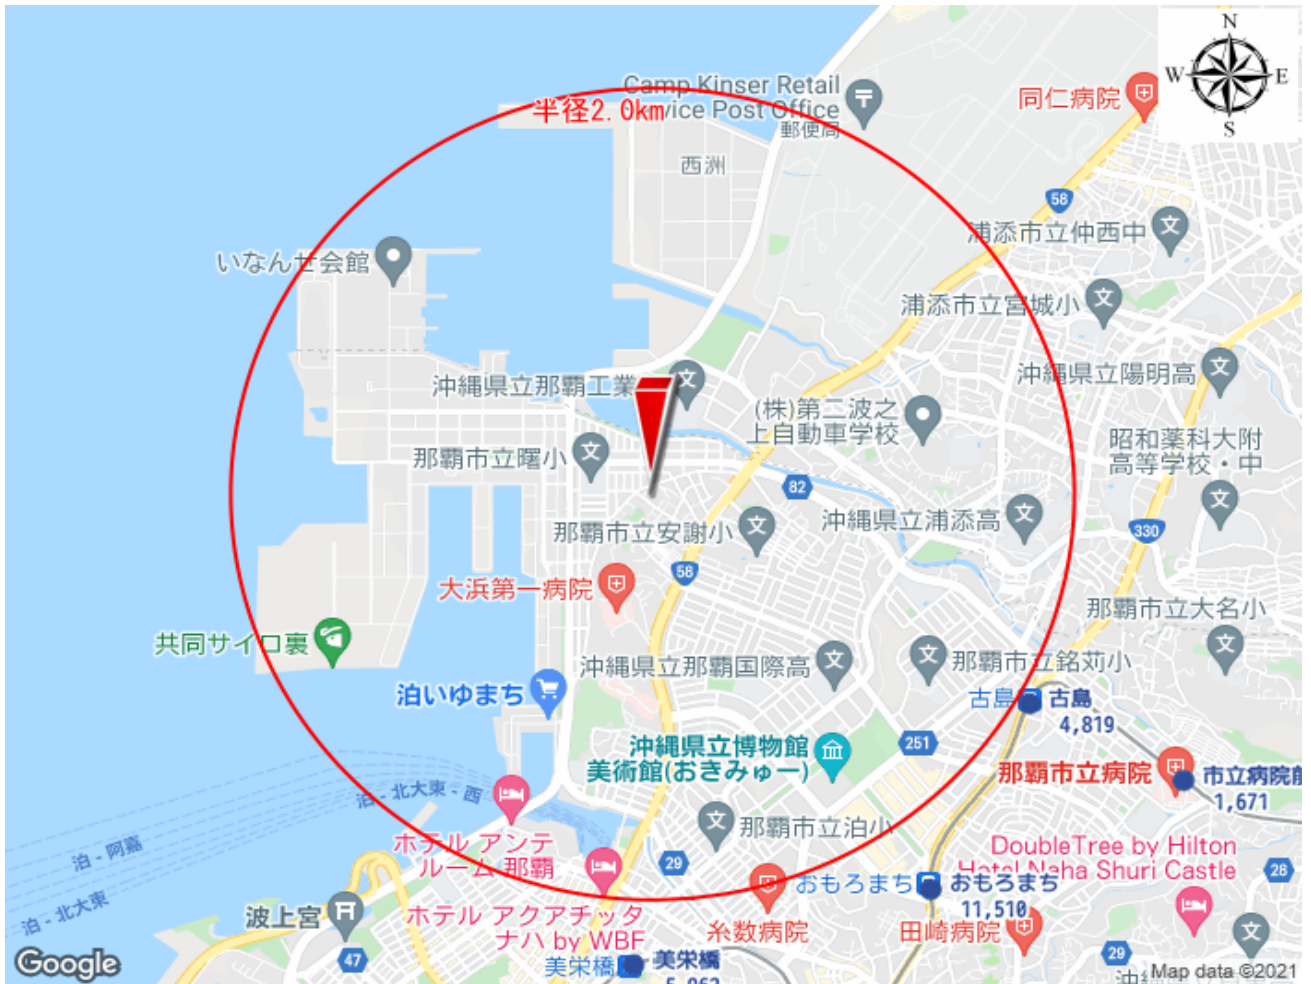 N
W E
S
Camp Kinser Retail
vice Post Office
郵便局
半径2.0km
同仁病院
西洲
58
浦添市立仲西中
いなんせ会館
浦添市立宮城小
沖縄県立那覇工業
沖縄県立陽明高
(株)第二波之
上自動車学校
昭和薬科大附
高等学校・中
那覇市立曙小
82
沖縄県立浦添高
那覇市立安謝小
330
58
大浜第一病院
那覇市立大名小
共同サイロ裏
沖縄県立那覇国際高
那覇市立銘苅小
泊いゆまち
古島
古島
4,819
251
沖縄県立博物館
美術館(おきみゅー)
那覇市立病院
市立病院前
1,671
泊 - 北大東 - 西
泊 - 阿嘉
泊 - 北大東
ホテル アンテ
ルーム 那覇
那覇市立泊小
29
DoubleTree by Hilton
Hotel Naha Shuri Castle
28
おもろまち
おもろまち
11,510
波上宮
ホテル アクアチッタ
ナハ by WBF
糸数病院
田崎病院
47
29
美栄橋
美栄橋
Google
Map data ©2021